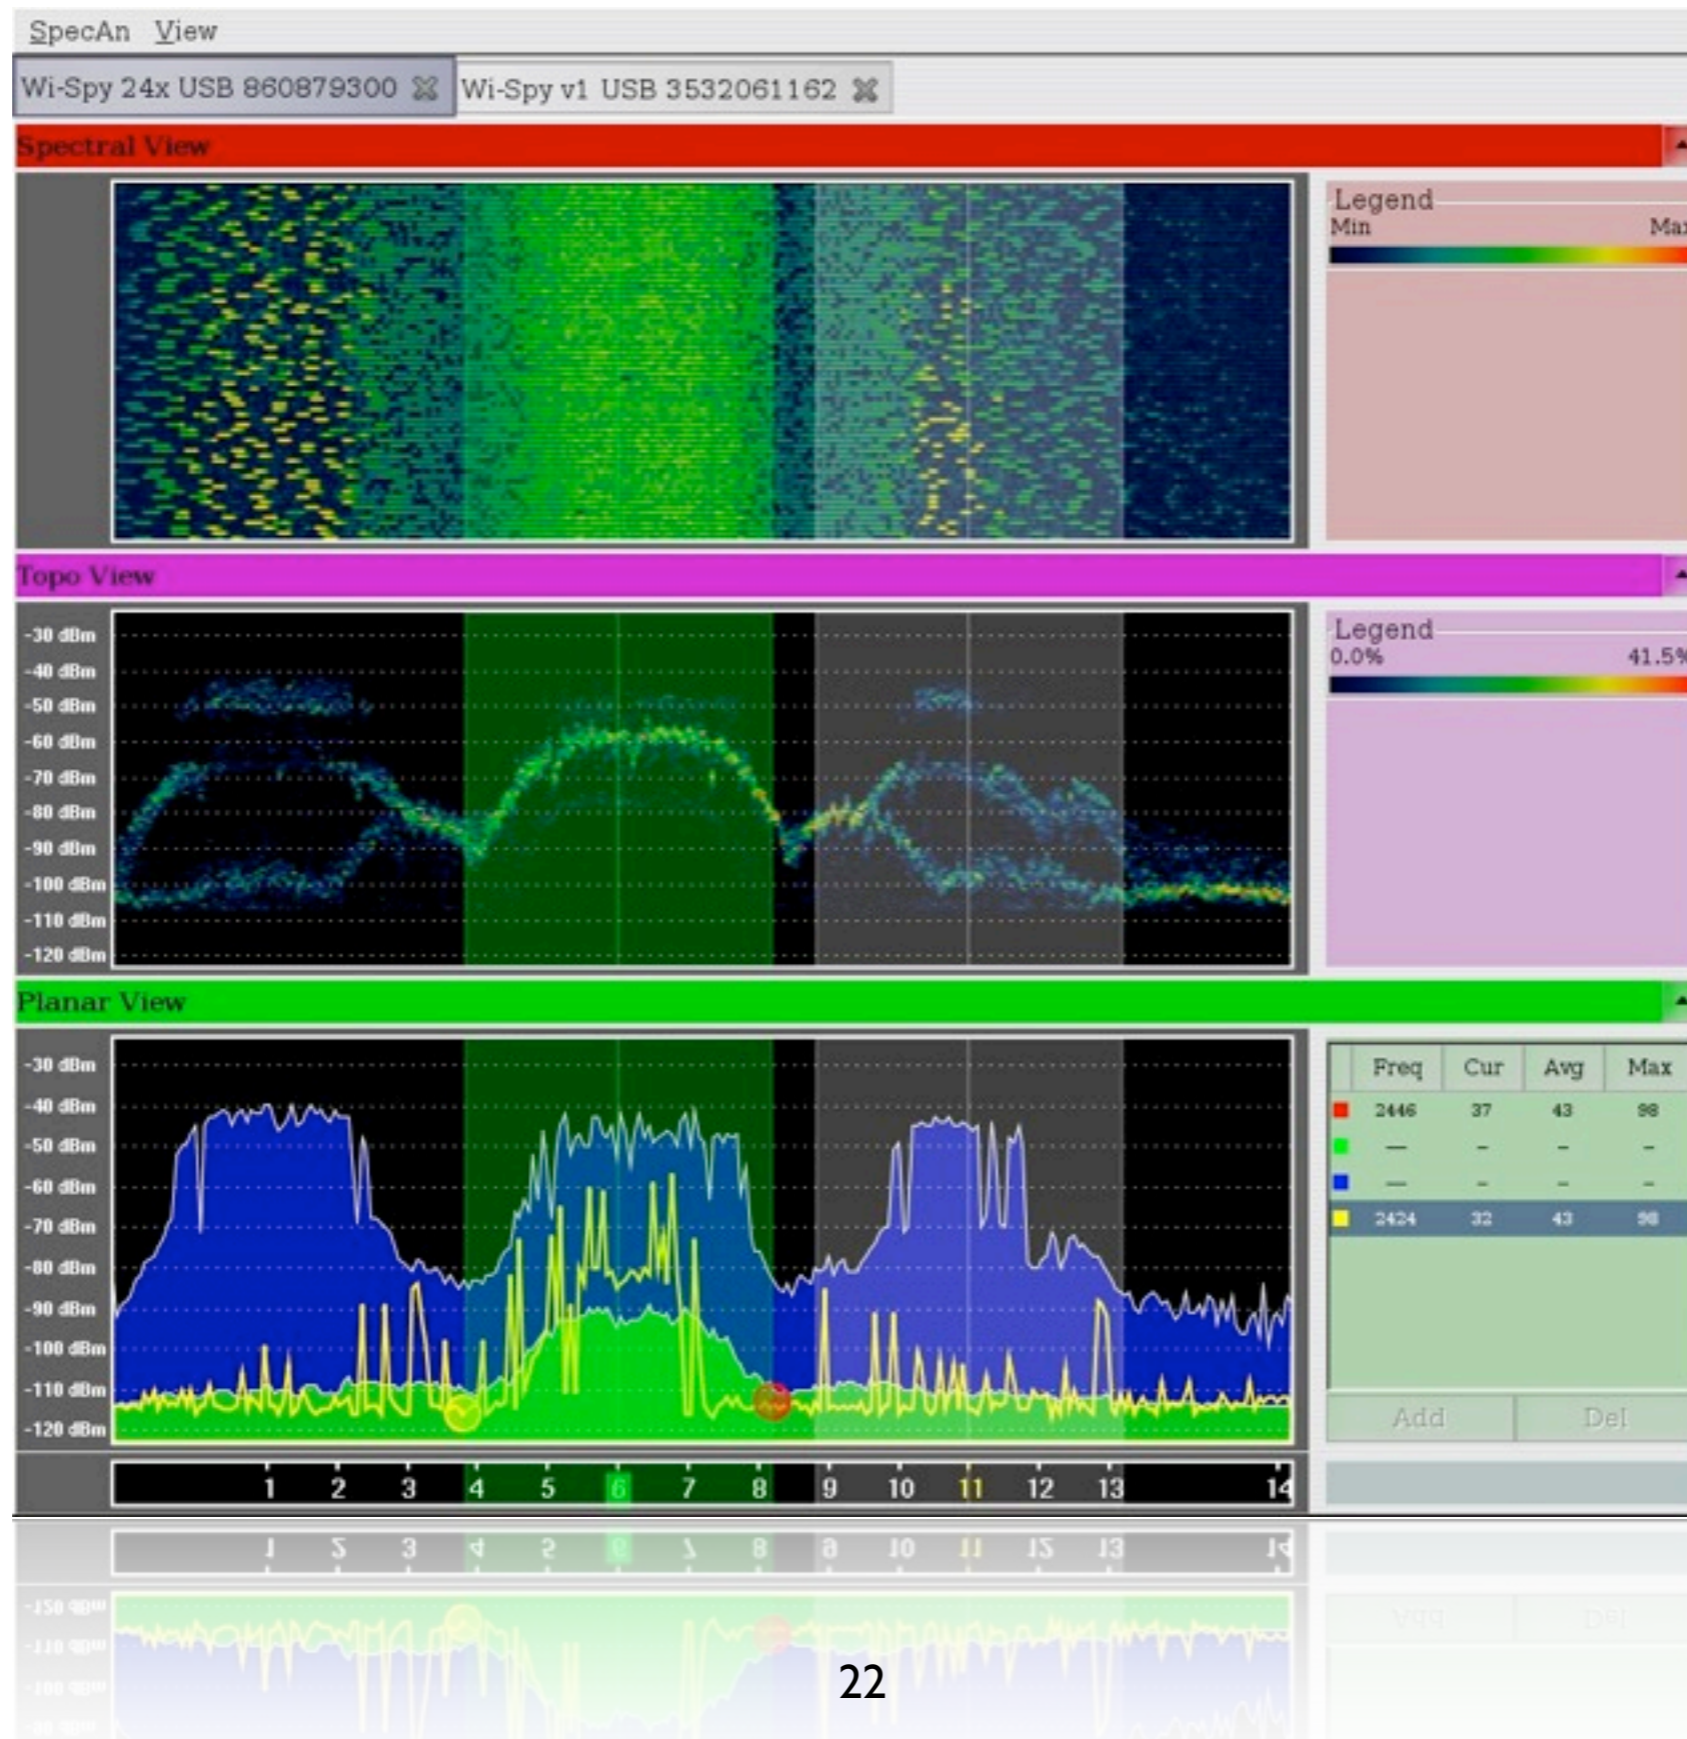 SpecAn View
Wi-Spy 24x USB 860879300 Wi-Spy v1 USB 3532061162
Spectral View
Legend
Min Max
Topo View
-30 dBm
-40 dBm
-50 dBm
-60 dBm
-70 dBm
-80 dBm
-90 dBm
-100 dBm
-110 dBm
-120 dBm
Legend
0.0% 41.5%
Planar View
-30 dBm
-40 dBm
-50 dBm
-60 dBm
-70 dBm
-80 dBm
-90 dBm
-100 dBm
-110 dBm
-120 dBm
Freq Cur Avg Max
2446 37 43 98
— - - -
— - - -
2424 32 43 98
Add Del
1 2 3 4 5 6 7 8 9 10 11 12 13 14
22